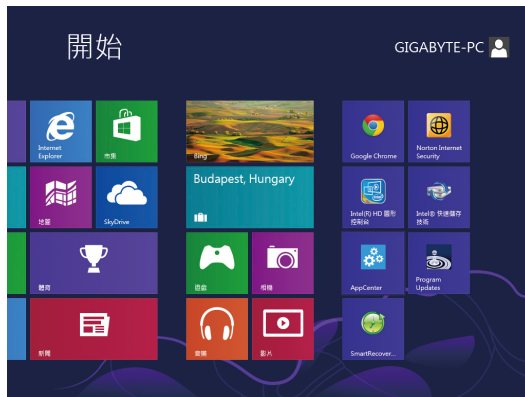 開始
GIGABYTE-PC
Internet
Explorer
市集
Bing
Google Chrome
Norton Internet
Security
地圖
SkyDrive
Budapest, Hungary
Intel(R) HD 圖形
控制台
Intel® 快速儲存
技術
體育
遊戲
相機
AppCenter
Program
Updates
新聞
音樂
影片
SmartRecover...